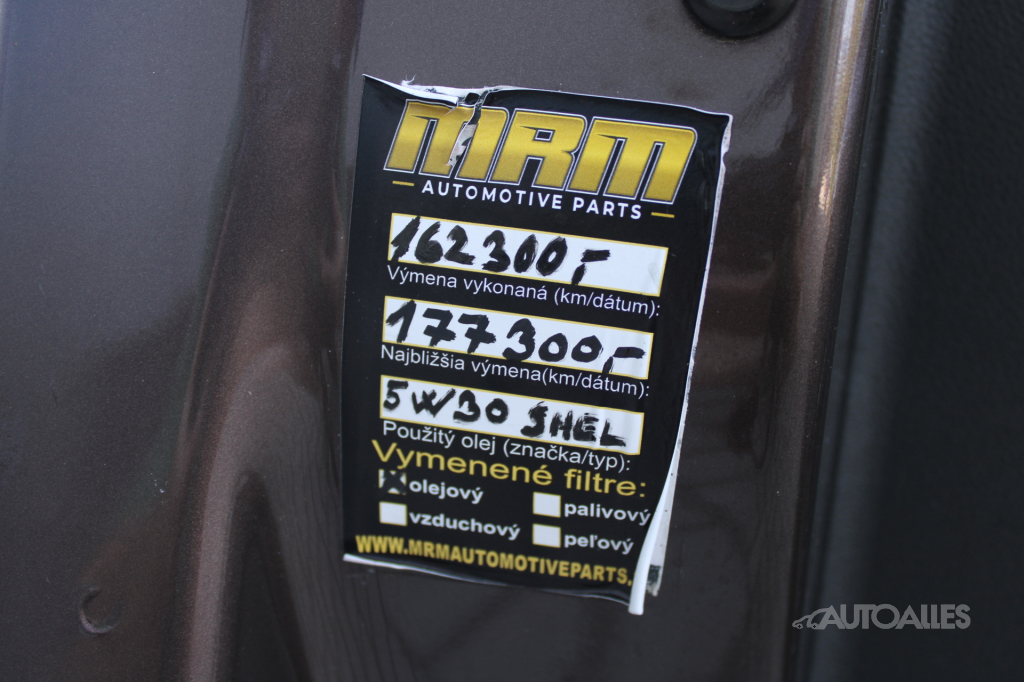 MRM
AUTOMOTIVE PARTS
162300,-
Výmena vykonaná (km/dátum):
177300,-
Najbližšia výmena(km/dátum):
5W30 SHEL
Použitý olej (značka/typ):
Vymenené filtre:
olejový palivový
vzduchový peľový
WWW.MRMAUTOMOTIVEPARTS.
AUTOALLES